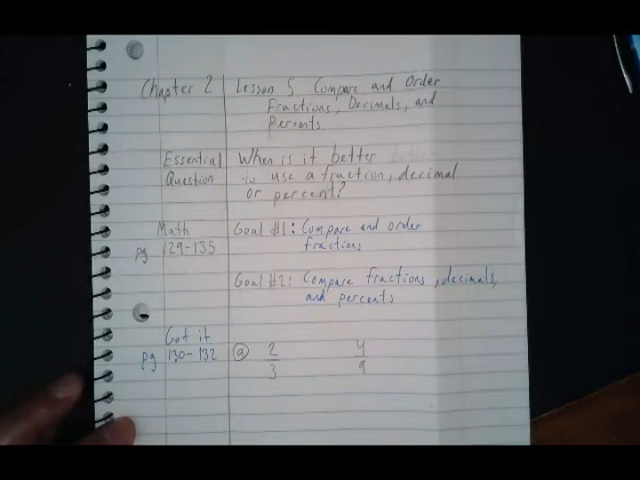 Chapter 2 Lesson 5 Compare and Order
Fractions, Decimals, and
Percents
Essential When is it better
Question to use a fraction, decimal
or percent?
Math Goal #1: Compare and order
pg 129-135 fractions
Goal #2: Compare fractions, decimals,
and percents
Got it
pg 130-132 a 2/3 4/9